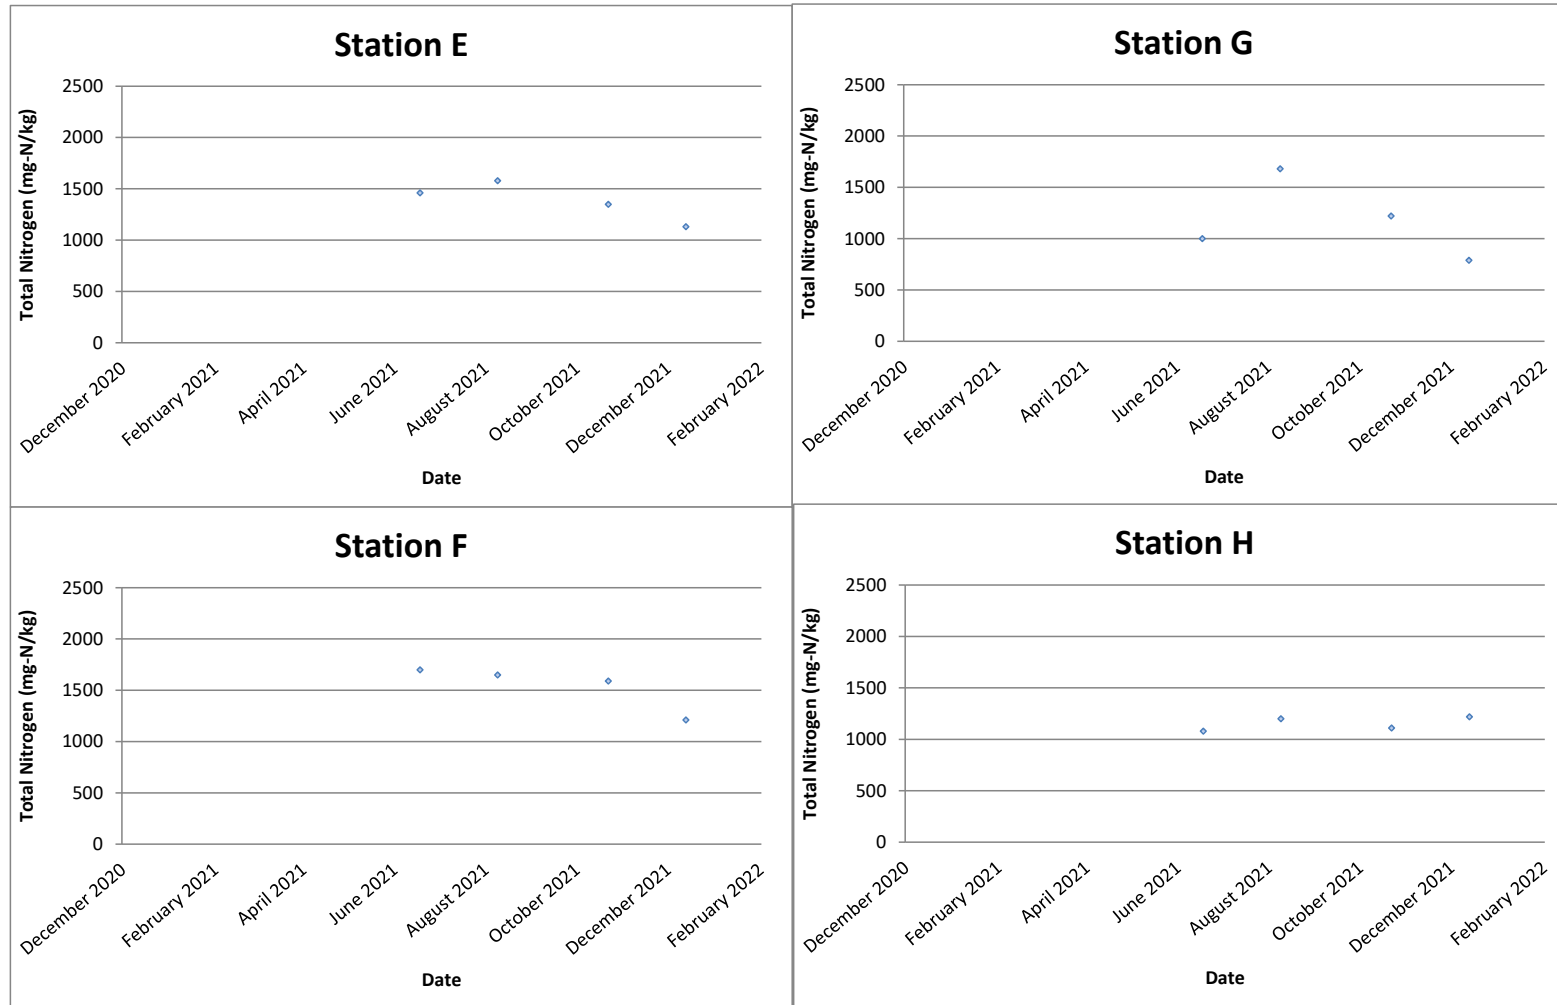 Station E
Total Nitrogen (mg-N/kg)
2500
2000
1500
1000
500
0
December 2020
February 2021
April 2021
June 2021
August 2021
October 2021
December 2021
February 2022
Date
Station G
Total Nitrogen (mg-N/kg)
2500
2000
1500
1000
500
0
December 2020
February 2021
April 2021
June 2021
August 2021
October 2021
December 2021
February 2022
Date
Station F
Total Nitrogen (mg-N/kg)
2500
2000
1500
1000
500
0
December 2020
February 2021
April 2021
June 2021
August 2021
October 2021
December 2021
February 2022
Date
Station H
Total Nitrogen (mg-N/kg)
2500
2000
1500
1000
500
0
December 2020
February 2021
April 2021
June 2021
August 2021
October 2021
December 2021
February 2022
Date